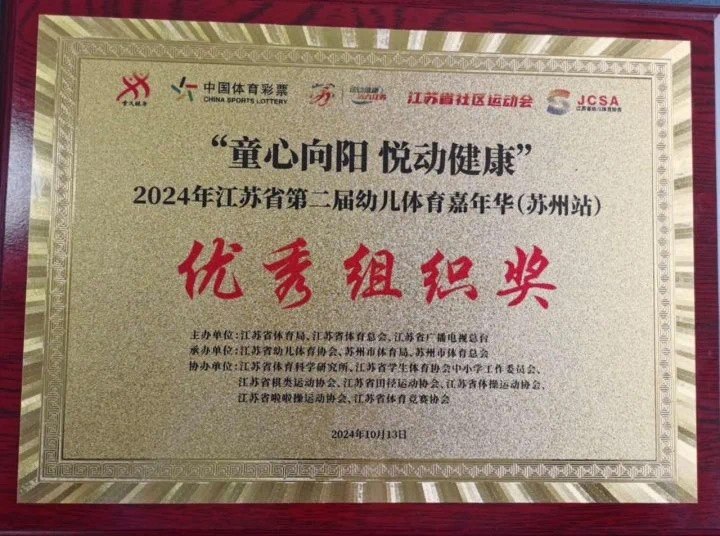 中国体育彩票
CHINA SPORTS LOTTERY
苏
江苏省社区运动会
JCSA
“童心向阳 悦动健康”
2024年江苏省第二届幼儿体育嘉年华(苏州站)
优秀组织奖
主办单位:江苏省体育局、江苏省体育总会、江苏省广播电视总台
承办单位:江苏省幼儿体育协会、苏州市体育局、苏州市体育总会
协办单位:江苏省体育科学研究所、江苏省学生体育协会中小学工作委员会、
江苏省棋类运动协会、江苏省田径运动协会、江苏省体操运动协会、
江苏省啦啦操运动协会、江苏省体育竞赛协会
2024年10月13日